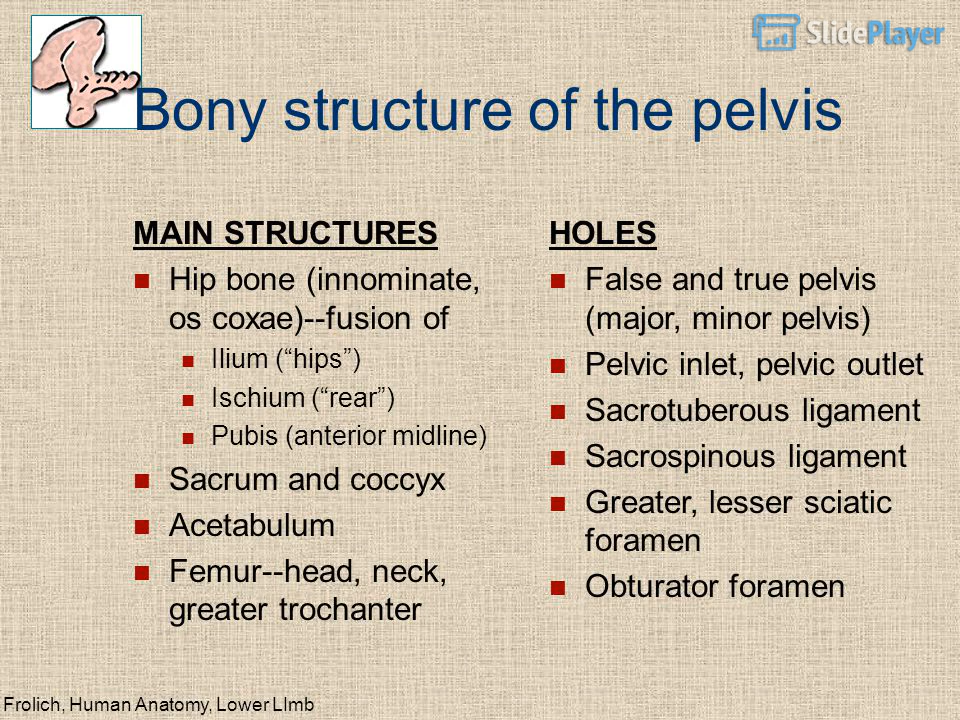 SlidePlayer
Bony structure of the pelvis
MAIN STRUCTURES
Hip bone (innominate,
os coxae)--fusion of
Ilium (“hips”)
Ischium (“rear”)
Pubis (anterior midline)
Sacrum and coccyx
Acetabulum
Femur--head, neck,
greater trochanter
HOLES
False and true pelvis
(major, minor pelvis)
Pelvic inlet, pelvic outlet
Sacrotuberous ligament
Sacrospinous ligament
Greater, lesser sciatic
foramen
Obturator foramen
Frolich, Human Anatomy, Lower LImb